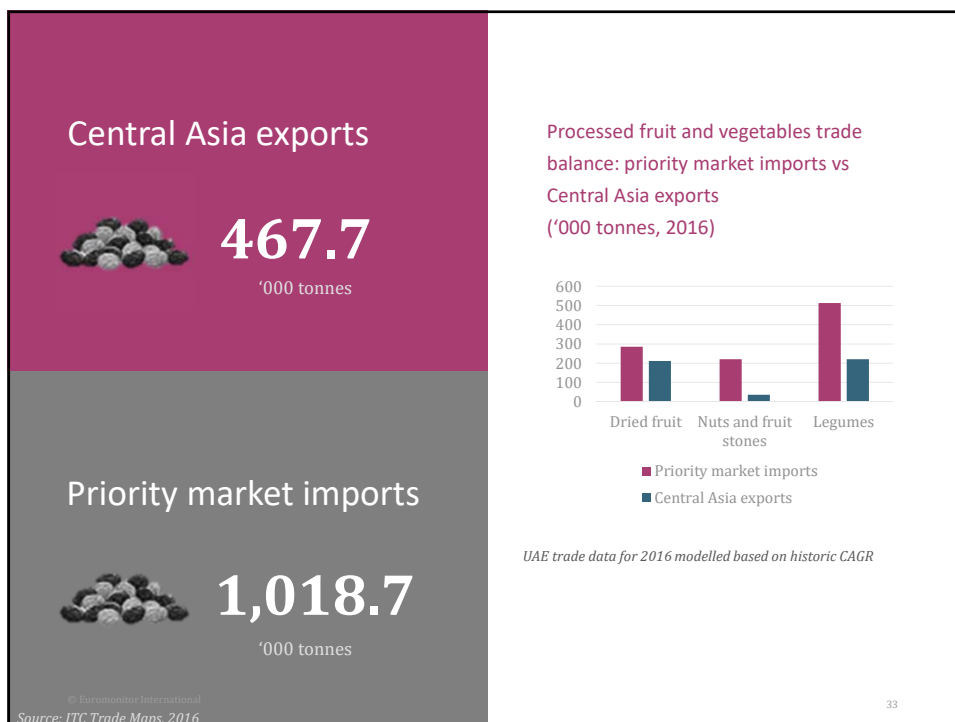 Central Asia exports
467.7
‘000 tonnes
Priority market imports
1,018.7
‘000 tonnes
© Euromonitor International
Source: ITC Trade Maps, 2016
Processed fruit and vegetables trade
balance: priority market imports vs
Central Asia exports
(‘000 tonnes, 2016)
600
500
400
300
200
100
0
Dried fruit
Nuts and fruit
stones
Legumes
Priority market imports
Central Asia exports
UAE trade data for 2016 modelled based on historic CAGR
33